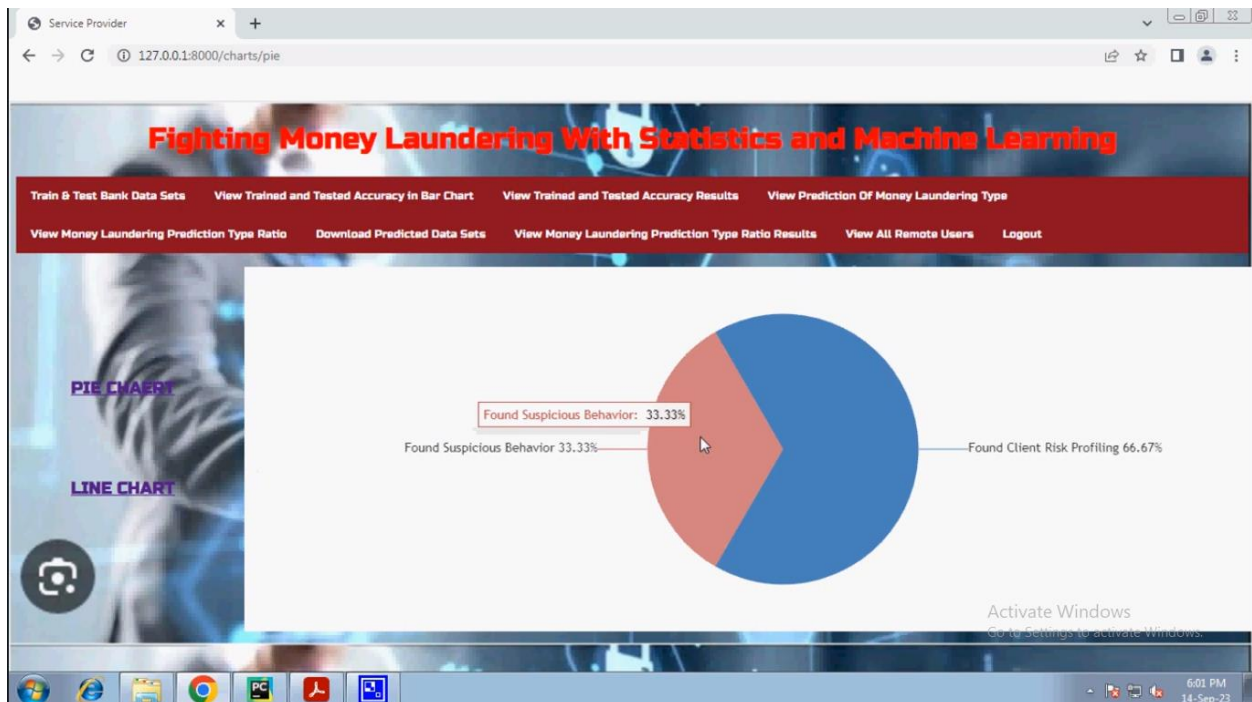 Service Provider
127.0.0.1:8000/charts/pie
Fighting Money Laundering With Statistics and Machine Learning
Train & Test Bank Data Sets View Trained and Tested Accuracy in Bar Chart View Trained and Tested Accuracy Results View Prediction Of Money Laundering Type
View Money Laundering Prediction Type Ratio Download Predicted Data Sets View Money Laundering Prediction Type Ratio Results View All Remote Users Logout
PIE CHAERT
Found Suspicious Behavior: 33.33%
Found Suspicious Behavior 33.33%
Found Client Risk Profiling 66.67%
LINE CHART
Activate Windows
Go to Settings to activate Windows.
PC
6:01 PM
14-Sep-23